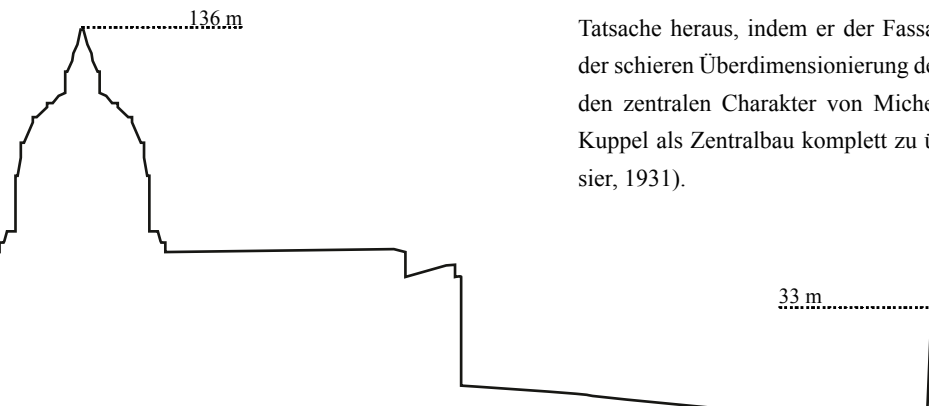 136 m
Tatsache heraus, indem er der Fassa
der schieren Überdimensionierung de
den zentralen Charakter von Miche
Kuppel als Zentralbau komplett zu ü
sier, 1931).
33 m